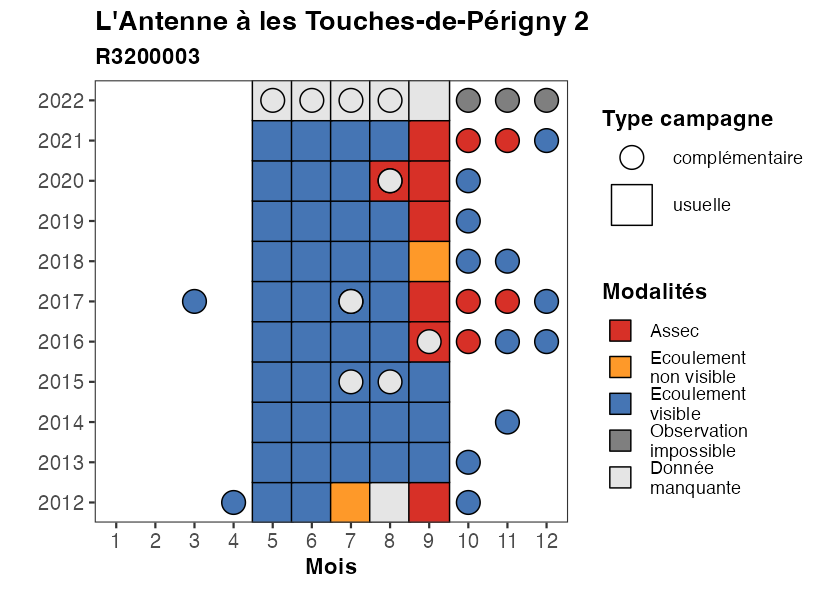 L'Antenne à les Touches-de-Périgny 2
R3200003
2022
2021
2020
2019
2018
2017
2016
2015
2014
2013
2012
1 2 3 4 5 6 7 8 9 10 11 12
Mois
Type campagne
complémentaire
usuelle
Modalités
Assec
Ecoulement
non visible
Ecoulement
visible
Observation
impossible
Donnée
manquante